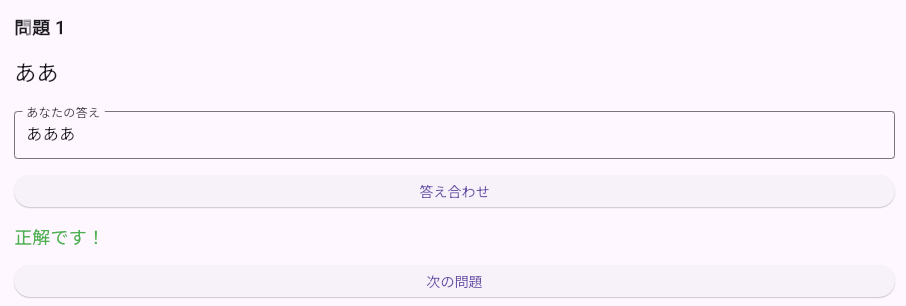 問題 1
ああ
あなたの答え
あああ
答え合わせ
正解です！
次の問題